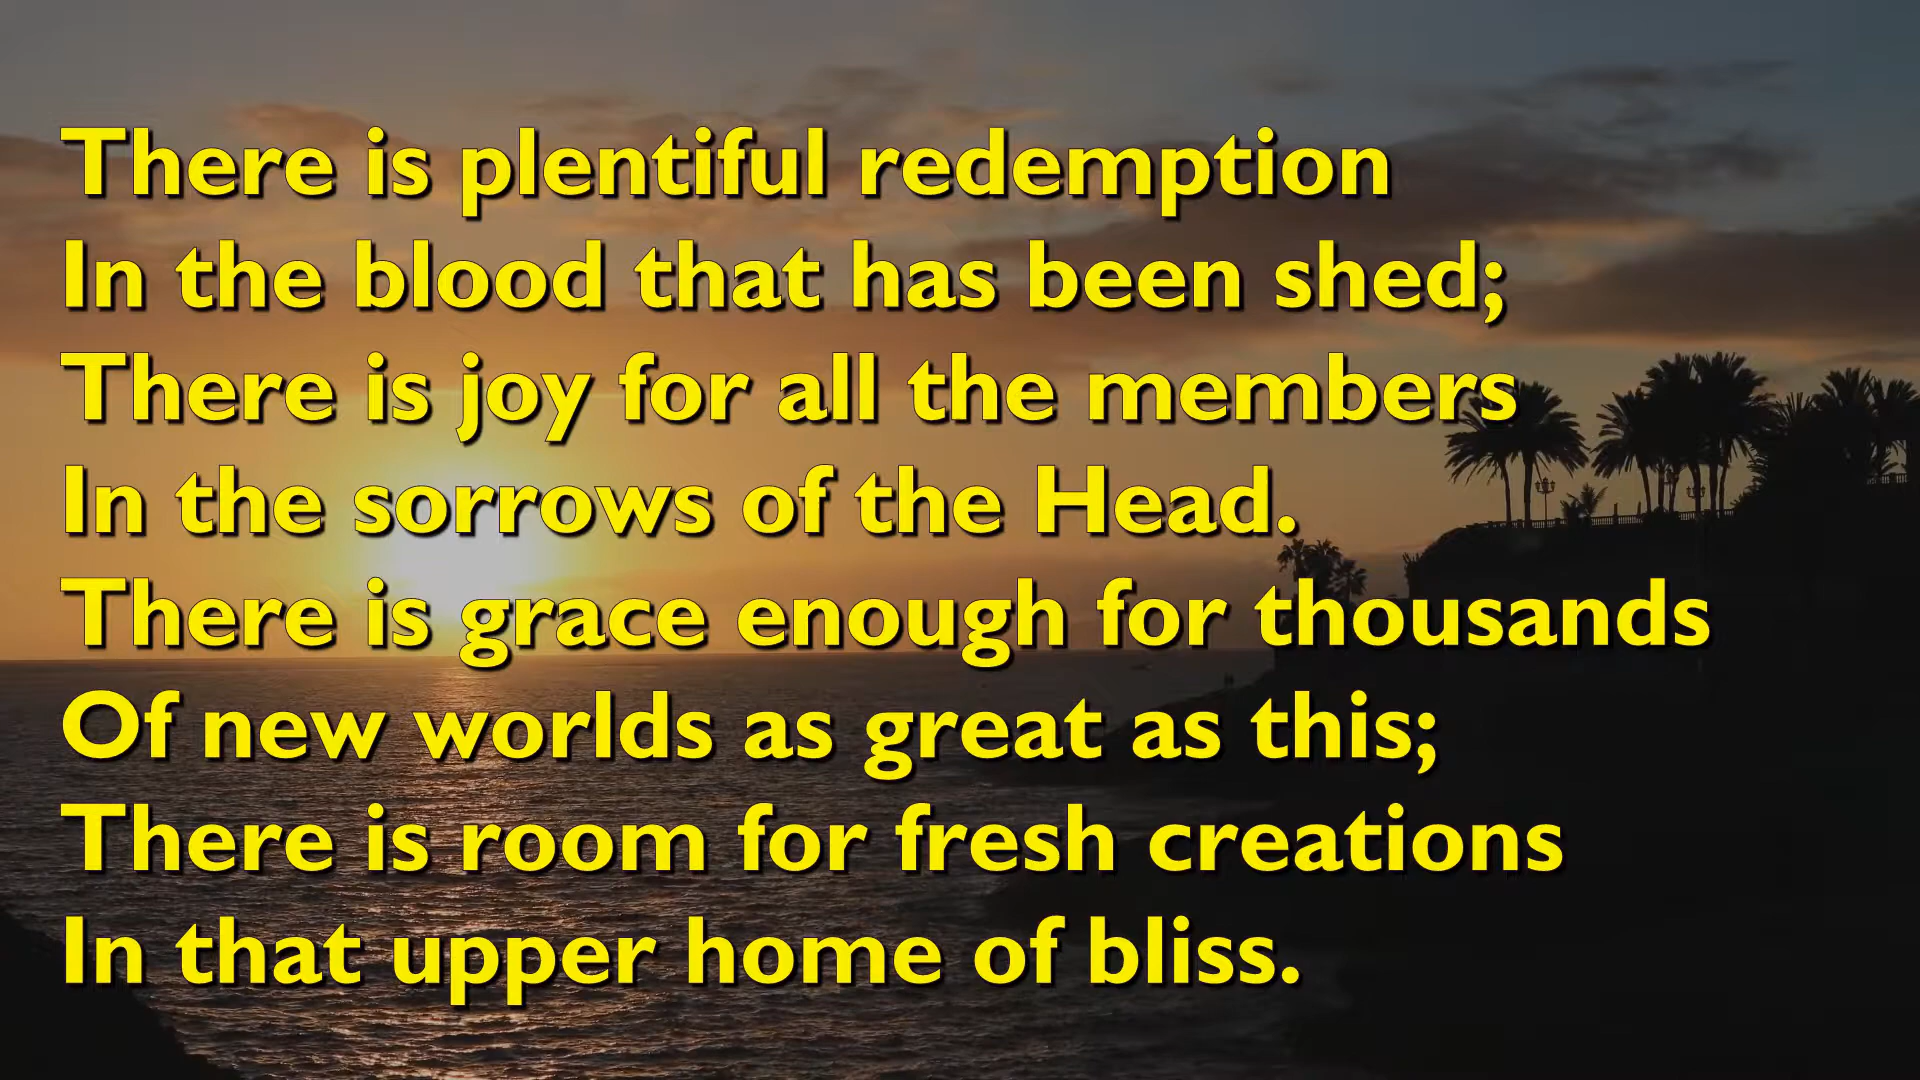 There is plentiful redemption
In the blood that has been shed;
There is joy for all the members
In the sorrows of the Head.
There is grace enough for thousands
Of new worlds as great as this;
There is room for fresh creations
In that upper home of bliss.